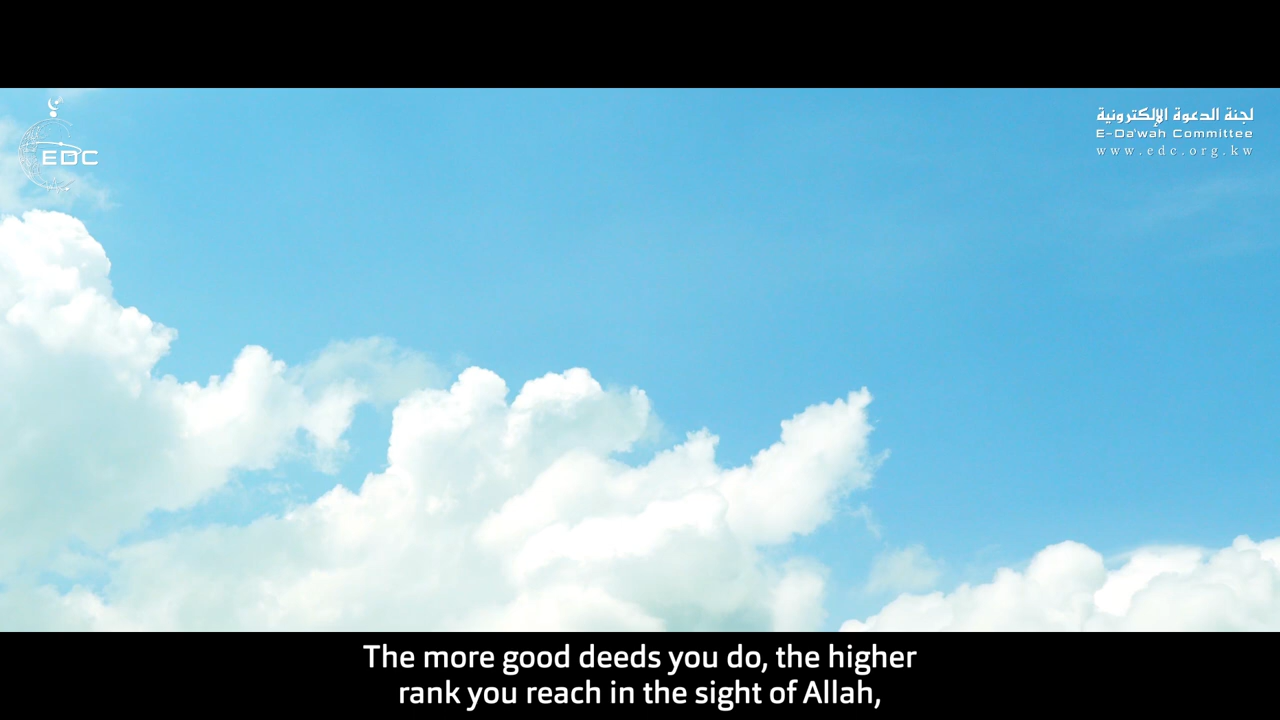 EDC
لجنة الدعوة الإلكترونية
E-Da'wah Committee
www.edc.org.kw
The more good deeds you do, the higher
rank you reach in the sight of Allah,